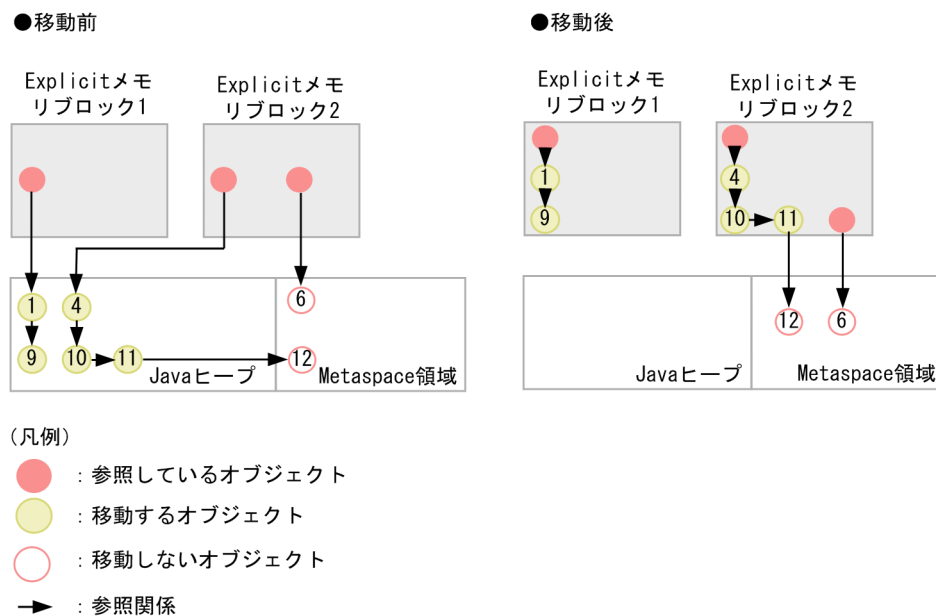 ●移動前
Explicitメモ
リブロック1
Explicitメモ
リブロック2
1
4
6
9
10
11
12
Javaヒープ
Metaspace領域
●移動後
Explicitメモ
リブロック1
Explicitメモ
リブロック2
1
4
9
10
11
12
6
Javaヒープ
Metaspace領域
(凡例)
：参照しているオブジェクト
：移動するオブジェクト
：移動しないオブジェクト
：参照関係